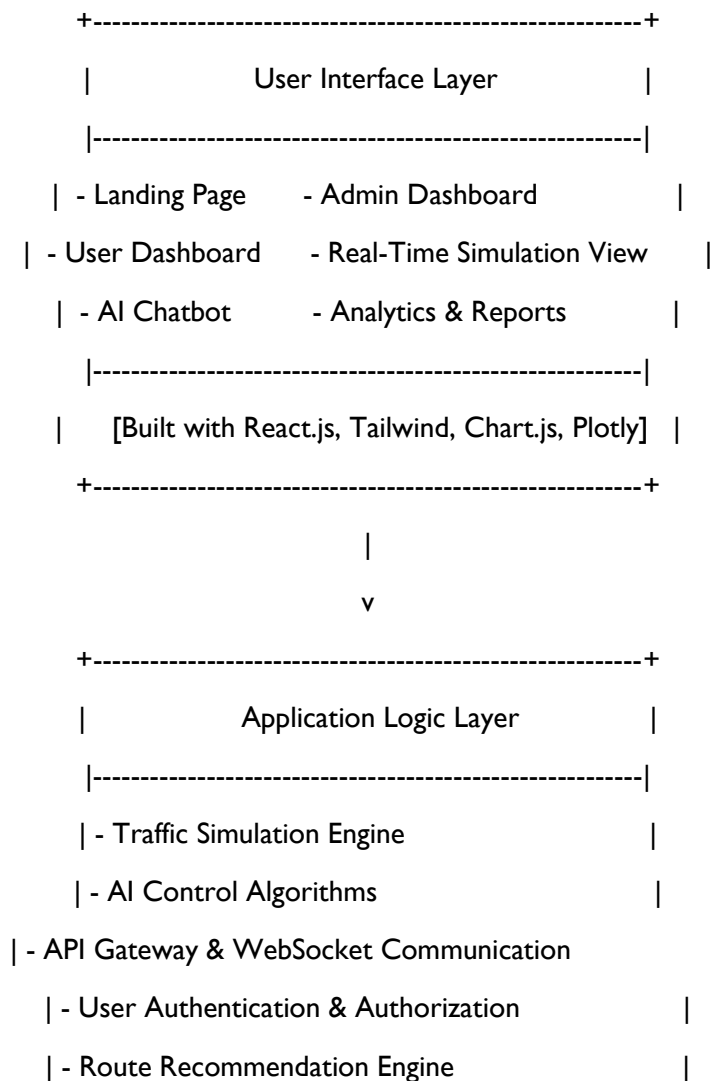 +----------------------------------------------------------+
| User Interface Layer |
|----------------------------------------------------------|
| - Landing Page - Admin Dashboard |
| - User Dashboard - Real-Time Simulation View |
| - AI Chatbot - Analytics & Reports |
|----------------------------------------------------------|
| [Built with React.js, Tailwind, Chart.js, Plotly] |
+----------------------------------------------------------+
|
v
+----------------------------------------------------------+
| Application Logic Layer |
|----------------------------------------------------------|
| - Traffic Simulation Engine |
| - AI Control Algorithms |
| - API Gateway & WebSocket Communication
| - User Authentication & Authorization |
| - Route Recommendation Engine |